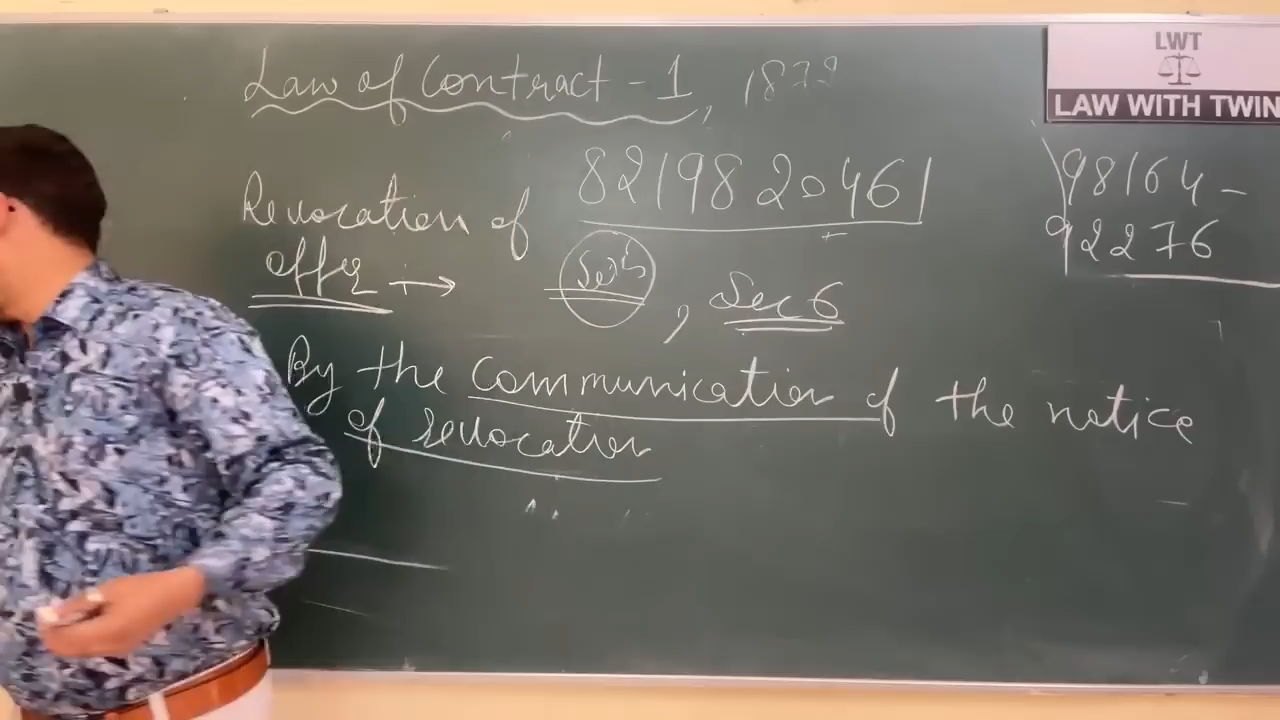 Law of Contract - 1, 1872
LWT
LAW WITH TWIN
8219820461
98164-
92276
Revocation of
offer → Sec 5, Sec 6
By the communication of the notice
of revocation